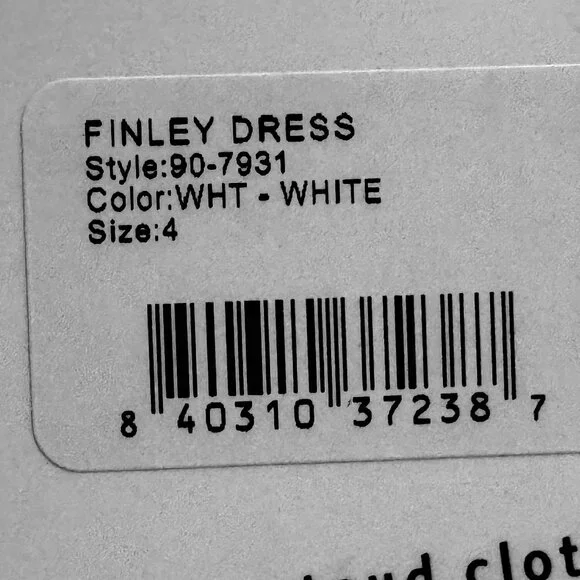 FINLEY DRESS
Style:90-7931
Color:WHT - WHITE
Size:4
8 40310 37238 7